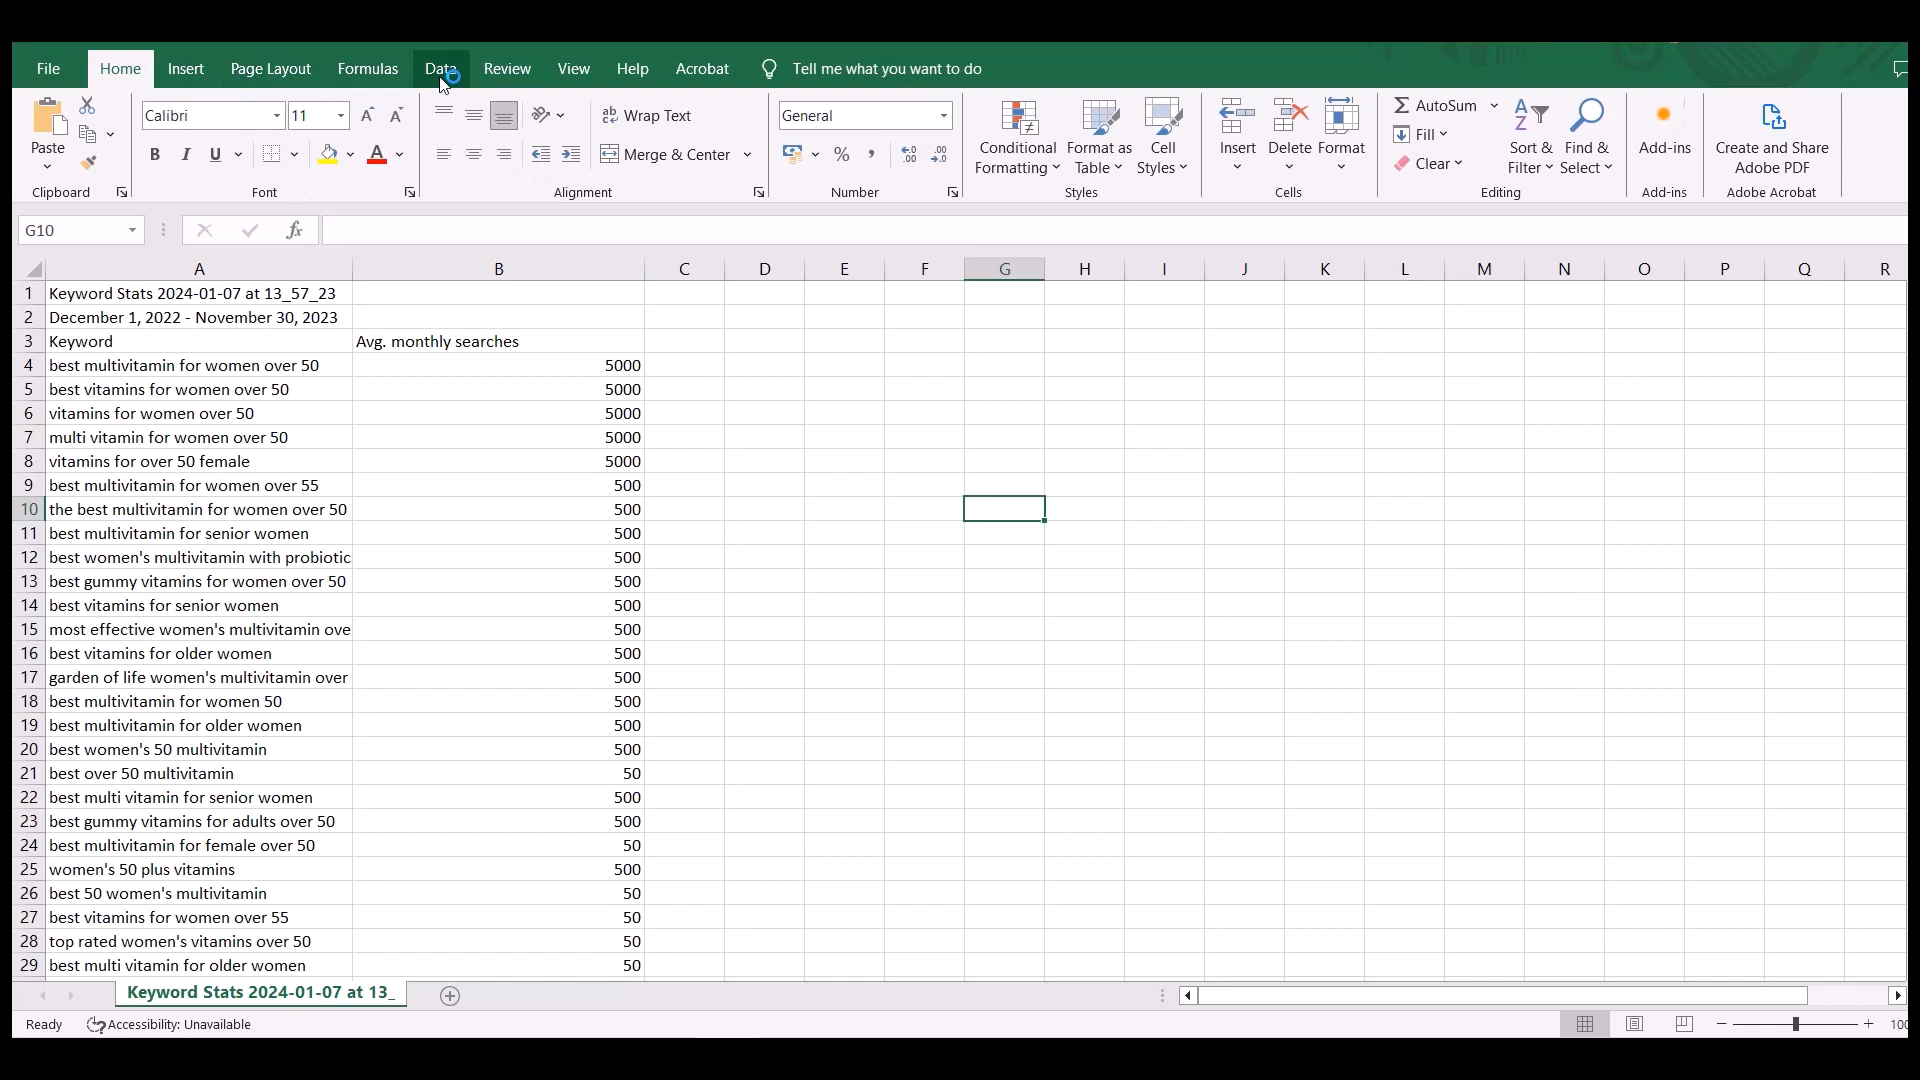 File Home Insert Page Layout Formulas Data Review View Help Acrobat Tell me what you want to do
Paste
Clipboard
Calibri 11
B I U A
Font
Wrap Text
Merge & Center
Alignment
General
% ,
Number
Conditional Formatting
Format as Table
Cell Styles
Styles
Insert Delete Format
Cells
AutoSum
Fill
Clear
Sort & Filter
Find & Select
Editing
Add-ins
Add-ins
Create and Share Adobe PDF
Adobe Acrobat
G10 fx
A B C D E F G H I J K L M N O P Q R
1 Keyword Stats 2024-01-07 at 13_57_23
2 December 1, 2022 - November 30, 2023
3 Keyword Avg. monthly searches
4 best multivitamin for women over 50 5000
5 best vitamins for women over 50 5000
6 vitamins for women over 50 5000
7 multi vitamin for women over 50 5000
8 vitamins for over 50 female 5000
9 best multivitamin for women over 55 500
10 the best multivitamin for women over 50 500
11 best multivitamin for senior women 500
12 best women's multivitamin with probiotic 500
13 best gummy vitamins for women over 50 500
14 best vitamins for senior women 500
15 most effective women's multivitamin ove 500
16 best vitamins for older women 500
17 garden of life women's multivitamin over 500
18 best multivitamin for women 50 500
19 best multivitamin for older women 500
20 best women's 50 multivitamin 500
21 best over 50 multivitamin 50
22 best multi vitamin for senior women 500
23 best gummy vitamins for adults over 50 500
24 best multivitamin for female over 50 50
25 women's 50 plus vitamins 500
26 best 50 women's multivitamin 50
27 best vitamins for women over 55 50
28 top rated women's vitamins over 50 50
29 best multi vitamin for older women 50
Keyword Stats 2024-01-07 at 13_
Ready Accessibility: Unavailable 100